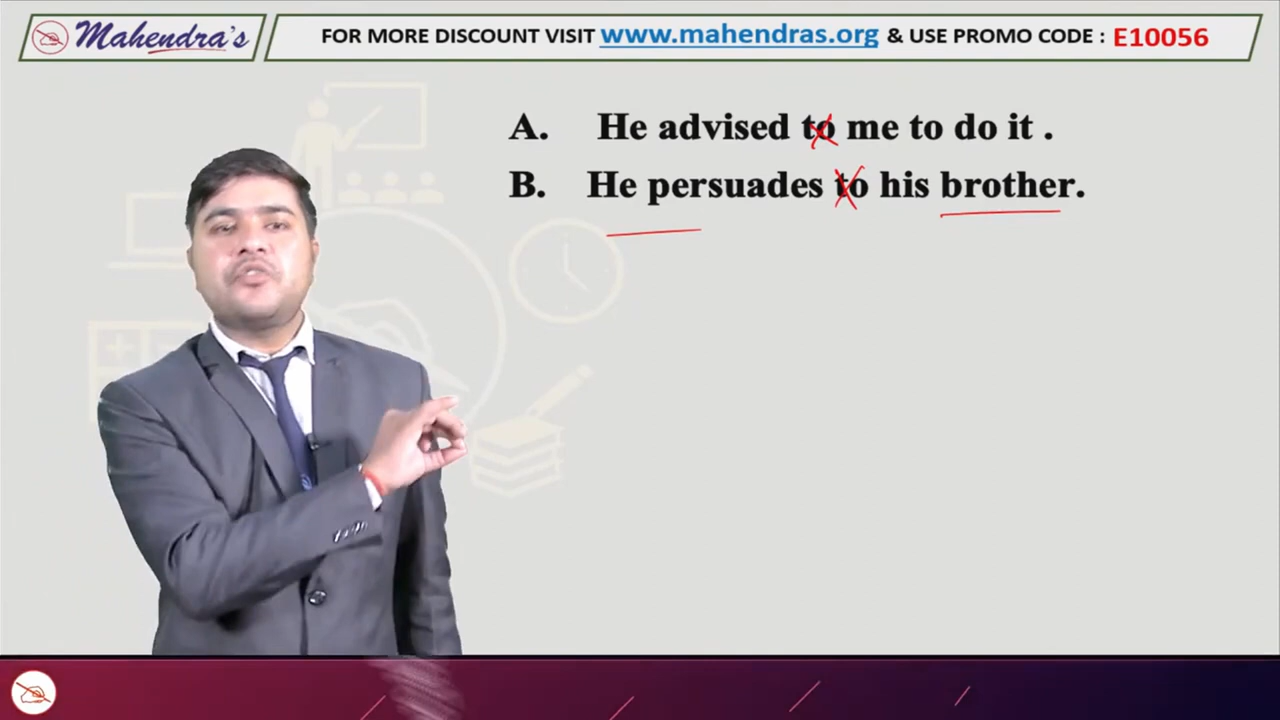 Mahendra's
FOR MORE DISCOUNT VISIT www.mahendras.org & USE PROMO CODE : E10056
A. He advised to me to do it .
B. He persuades to his brother.